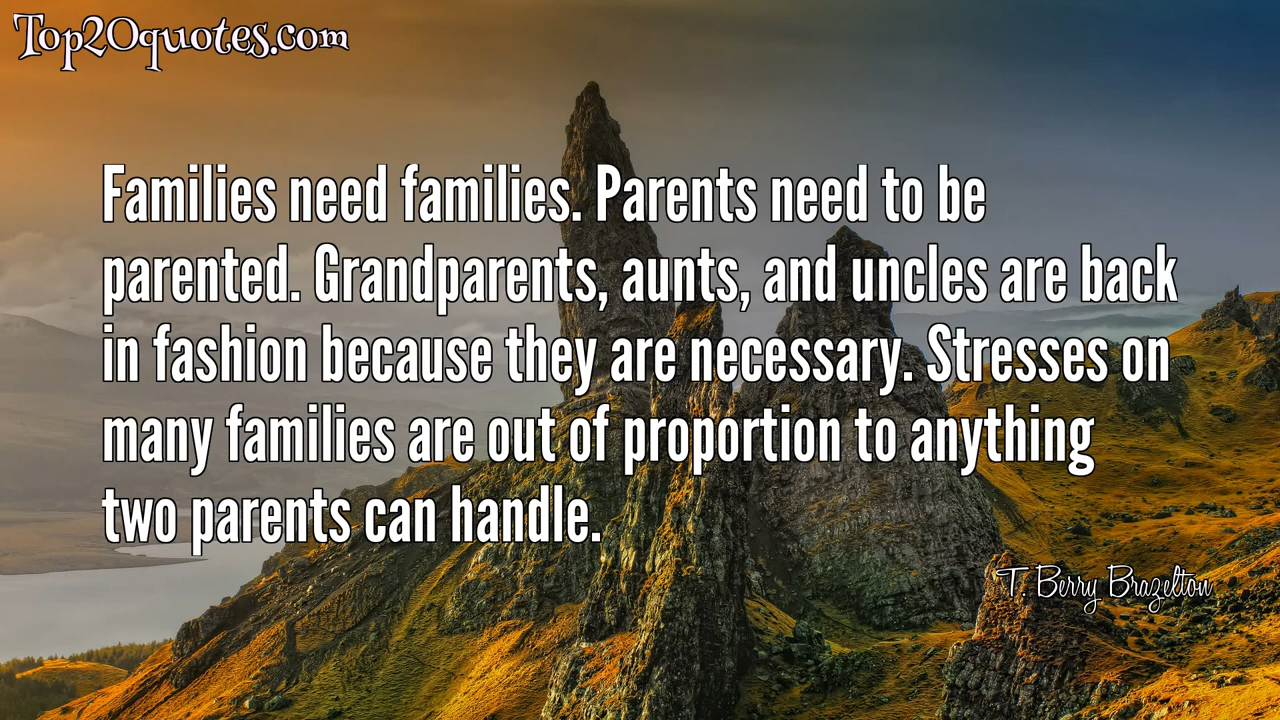 Top20quotes.com
Families need families. Parents need to be
parented. Grandparents, aunts, and uncles are back
in fashion because they are necessary. Stresses on
many families are out of proportion to anything
two parents can handle.
T. Berry Brazelton